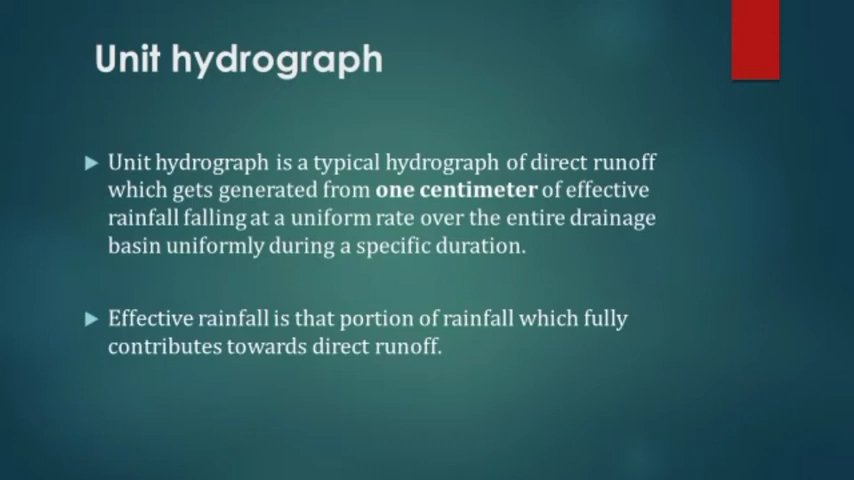 Unit hydrograph
Unit hydrograph is a typical hydrograph of direct runoff
which gets generated from one centimeter of effective
rainfall falling at a uniform rate over the entire drainage
basin uniformly during a specific duration.
Effective rainfall is that portion of rainfall which fully
contributes towards direct runoff.